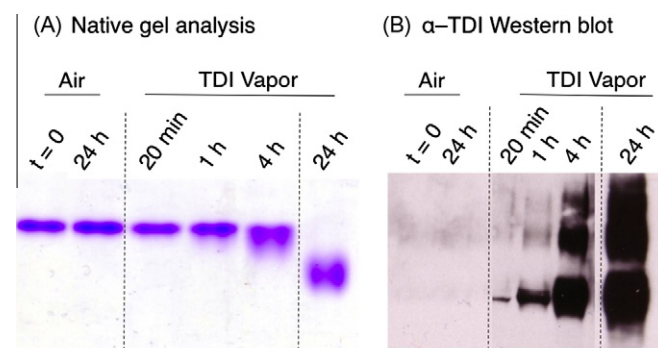 (A) Native gel analysis
Air
TDI Vapor
t = 0
24 h
20 min
1 h
4 h
24 h
(B) α–TDI Western blot
Air
TDI Vapor
t = 0
24 h
20 min
1 h
4 h
24 h